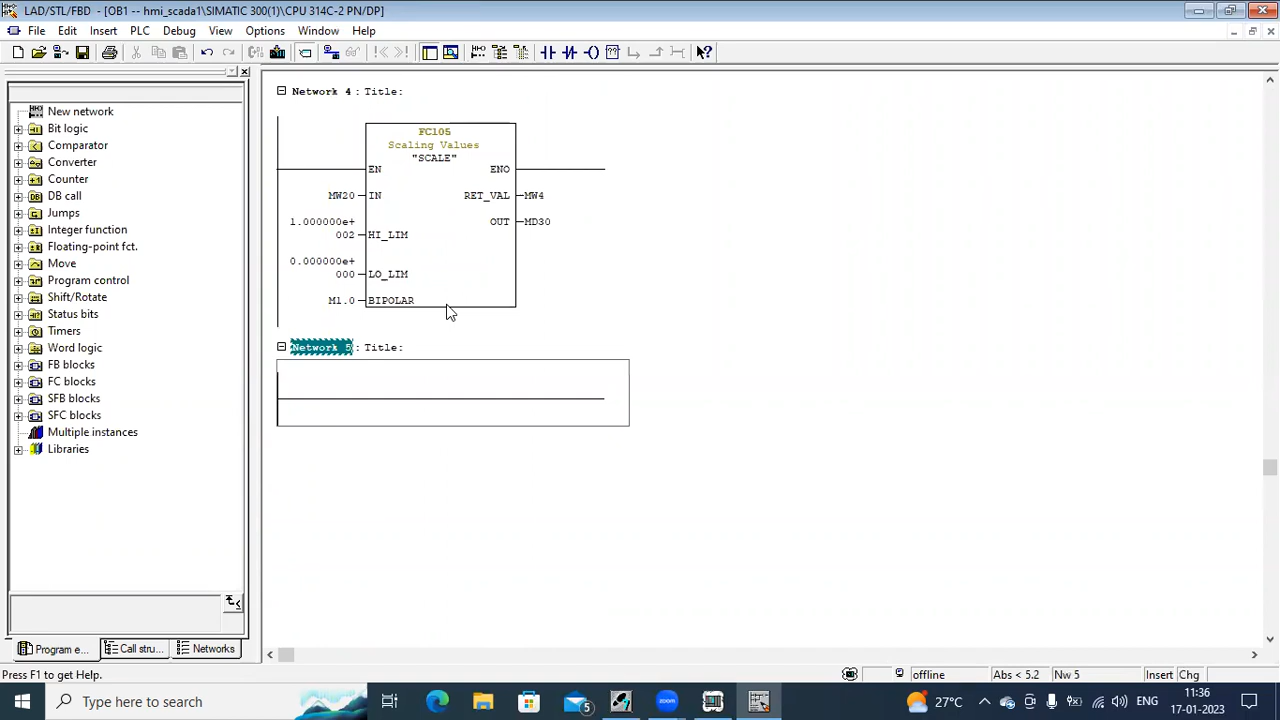 LAD/STL/FBD - [OB1 -- hmi_scada1\SIMATIC 300(1)\CPU 314C-2 PN/DP]
File Edit Insert PLC Debug View Options Window Help
New network
Bit logic
Comparator
Converter
Counter
DB call
Jumps
Integer function
Floating-point fct.
Move
Program control
Shift/Rotate
Status bits
Timers
Word logic
FB blocks
FC blocks
SFB blocks
SFC blocks
Multiple instances
Libraries
Program e... Call stru... Networks
Network 4 : Title:
FC105
Scaling Values
"SCALE"
EN ENO
MW20 IN RET_VAL MW4
1.000000e+ OUT MD30
002 HI_LIM
0.000000e+
000 LO_LIM
M1.0 BIPOLAR
Network 5 : Title:
Press F1 to get Help. offline Abs < 5.2 Nw 5 Insert Chg
Type here to search 5 zoom 27°C ENG 11:36
17-01-2023